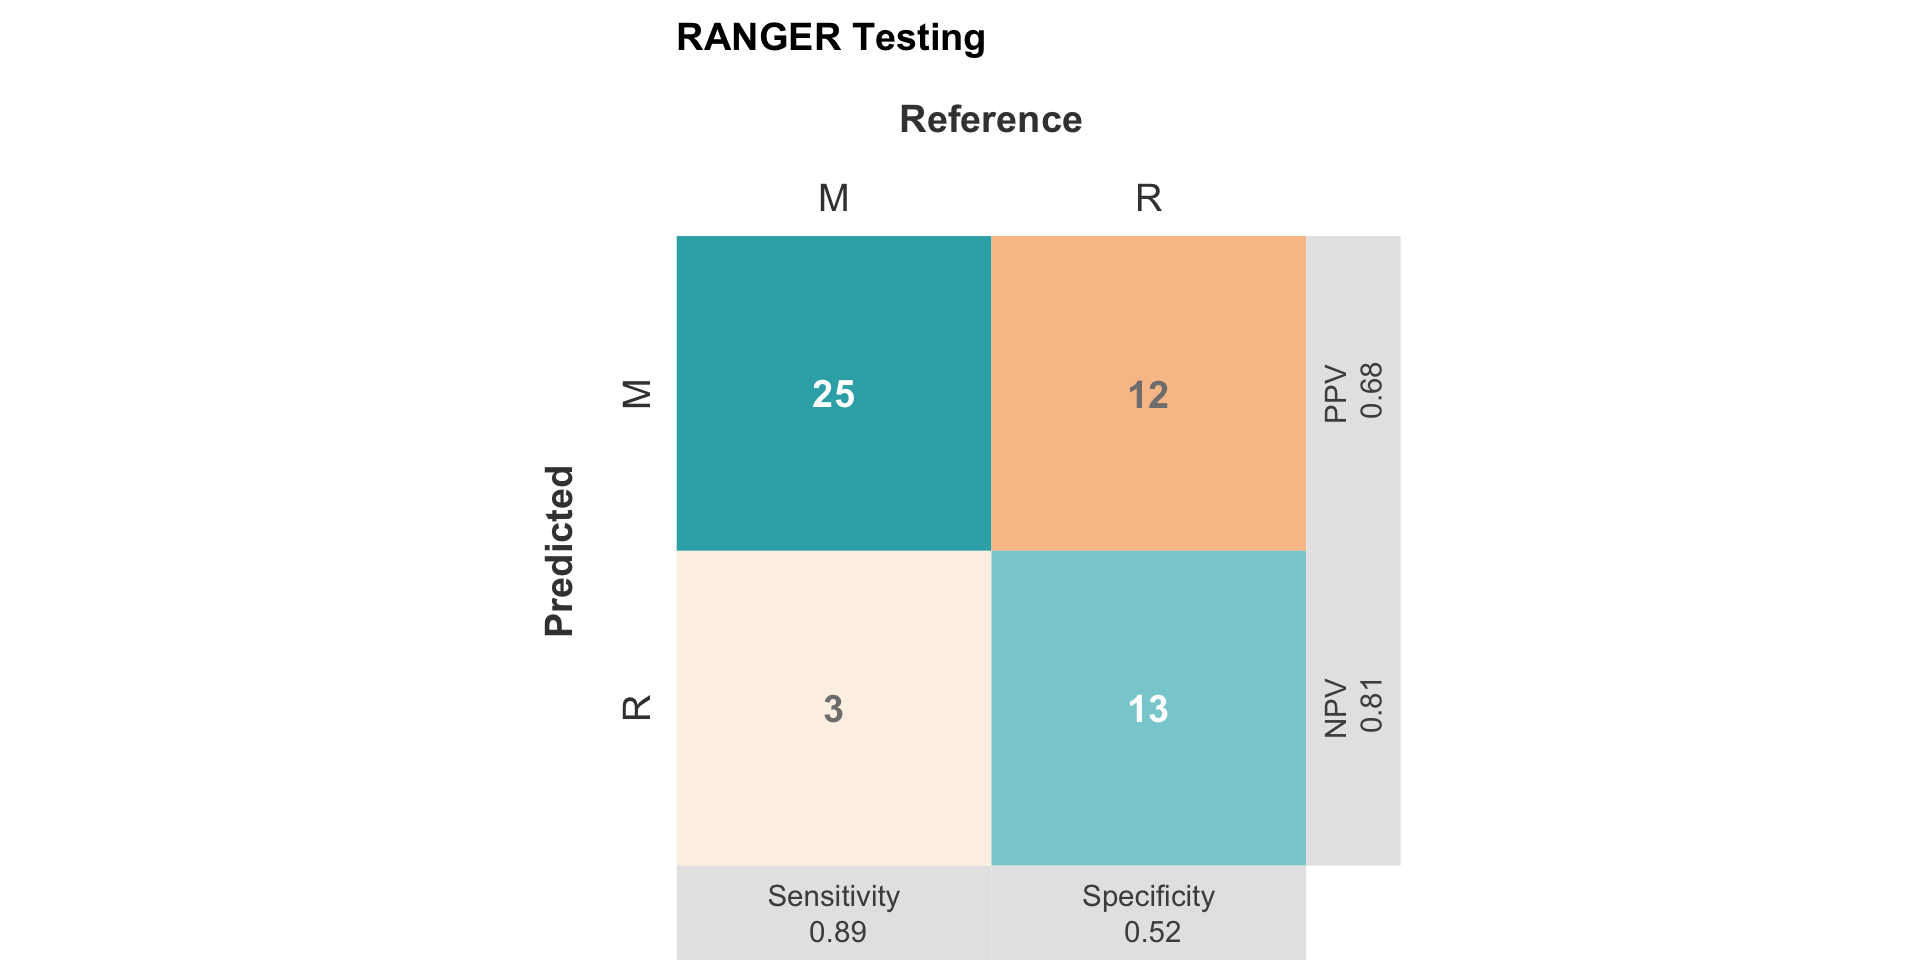 RANGER Testing
Reference
M R
M 25 12 PPV 0.68
Predicted
R 3 13 NPV 0.81
Sensitivity Specificity
0.89 0.52